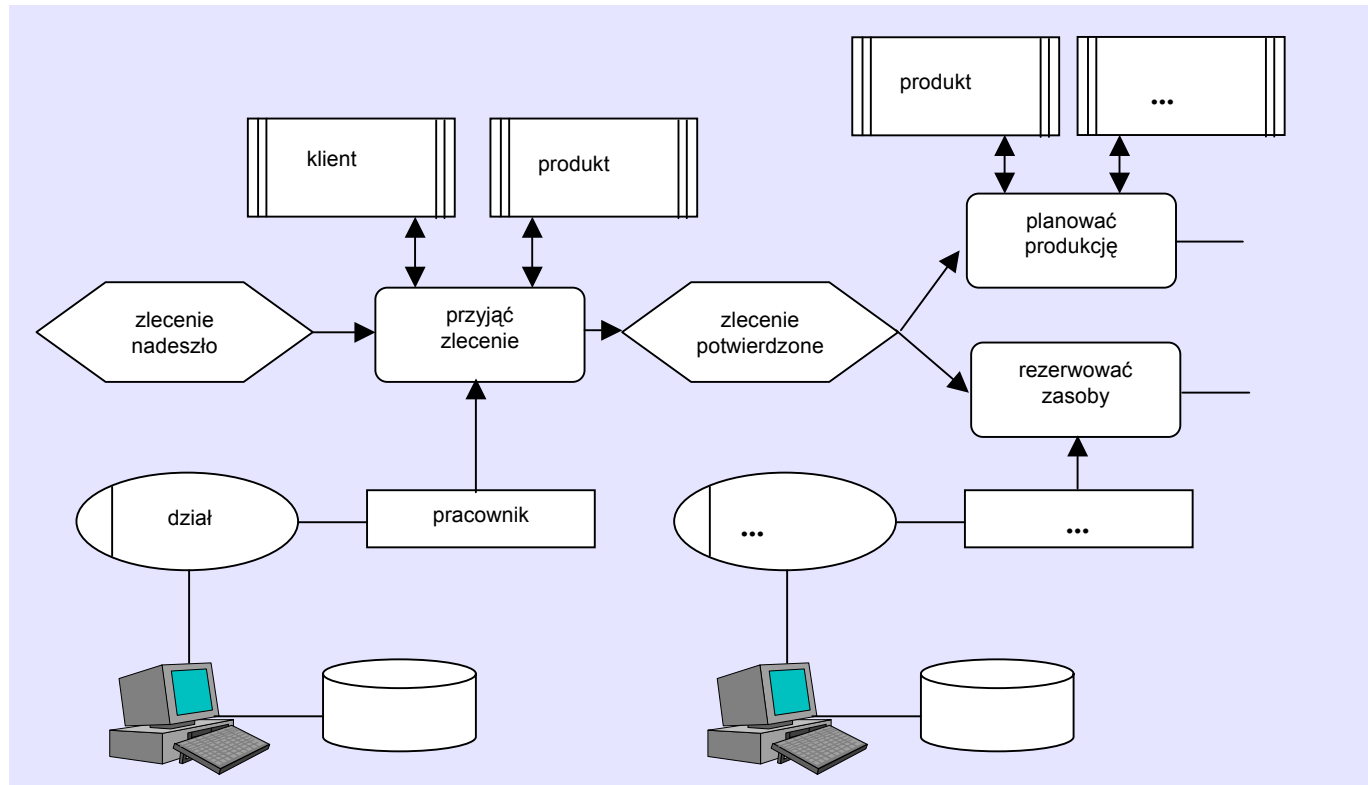 produkt
...
klient
produkt
planować
produkcję
zlecenie
nadeszło
przyjąć
zlecenie
zlecenie
potwierdzone
rezerwować
zasoby
dział
pracownik
...
...